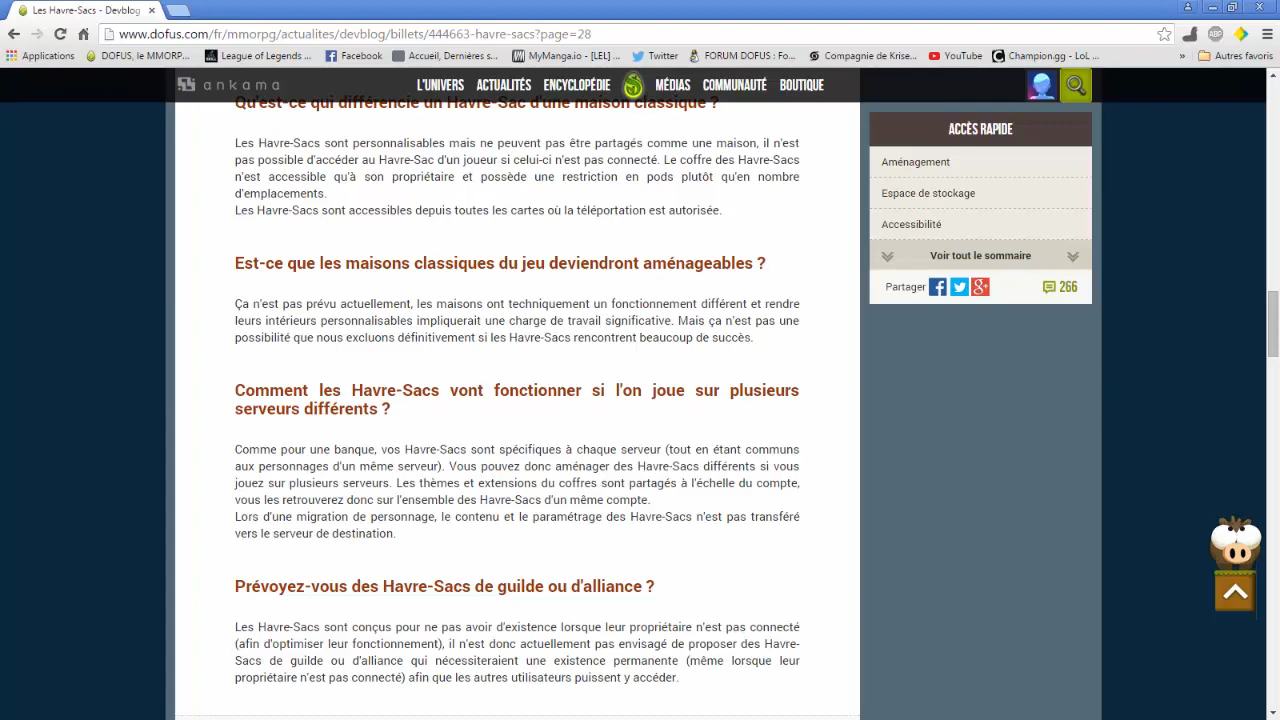 Les Havre-Sacs - Devblog
www.dofus.com/fr/mmorpg/actualites/devblog/billets/444663-havre-sacs?page=28
Applications
DOFUS, le MMORP...
League of Legends...
Facebook
Accueil, Dernières s...
MyManga.io [LEL] ...
Twitter
FORUM DOFUS : Fo...
Compagnie de Krise...
YouTube
Champion.gg - LoL ...
»
Autres favoris
ABP
ankama
L'UNIVERS
ACTUALITÉS
ENCYCLOPÉDIE
MÉDIAS
COMMUNAUTÉ
BOUTIQUE
Qu'est-ce qui différencie un Havre-Sac d'une maison classique ?
Les Havre-Sacs sont personnalisables mais ne peuvent pas être partagés comme une maison, il n'est
pas possible d'accéder au Havre-Sac d'un joueur si celui-ci n'est pas connecté. Le coffre des Havre-Sacs
n'est accessible qu'à son propriétaire et possède une restriction en pods plutôt qu'en nombre
d'emplacements.
Les Havre-Sacs sont accessibles depuis toutes les cartes où la téléportation est autorisée.
Est-ce que les maisons classiques du jeu deviendront aménageables ?
Ça n'est pas prévu actuellement, les maisons ont techniquement un fonctionnement différent et rendre
leurs intérieurs personnalisables impliquerait une charge de travail significative. Mais ça n'est pas une
possibilité que nous excluons définitivement si les Havre-Sacs rencontrent beaucoup de succès.
Comment les Havre-Sacs vont fonctionner si l'on joue sur plusieurs
serveurs différents ?
Comme pour une banque, vos Havre-Sacs sont spécifiques à chaque serveur (tout en étant communs
aux personnages d'un même serveur). Vous pouvez donc aménager des Havre-Sacs différents si vous
jouez sur plusieurs serveurs. Les thèmes et extensions du coffres sont partagés à l'échelle du compte,
vous les retrouverez donc sur l'ensemble des Havre-Sacs d'un même compte.
Lors d'une migration de personnage, le contenu et le paramétrage des Havre-Sacs n'est pas transféré
vers le serveur de destination.
Prévoyez-vous des Havre-Sacs de guilde ou d'alliance ?
Les Havre-Sacs sont conçus pour ne pas avoir d'existence lorsque leur propriétaire n'est pas connecté
(afin d'optimiser leur fonctionnement), il n'est donc actuellement pas envisagé de proposer des Havre-
Sacs de guilde ou d'alliance qui nécessiteraient une existence permanente (même lorsque leur
propriétaire n'est pas connecté) afin que les autres utilisateurs puissent y accéder.
ACCÈS RAPIDE
Aménagement
Espace de stockage
Accessibilité
Voir tout le sommaire
Partager
266